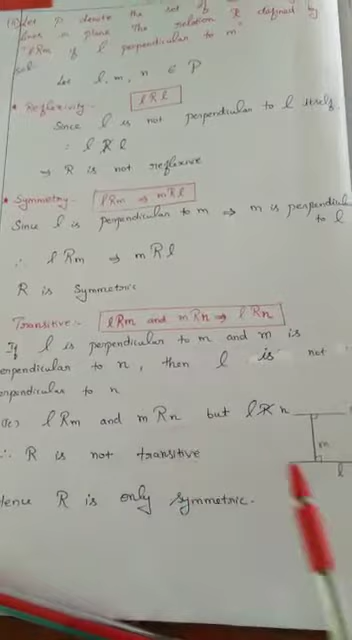 Let P denote the set of
lines in plane The relation R defined by
"lRm if l perpendicular to m"
Sol:
Let l, m, n ∈ P
* Reflexivity:- lRl
Since l is not perpendicular to l itself.
∴ l R̸ l
⇒ R is not reflexive
* Symmetry:- lRm ⇒ mRl
Since l is perpendicular to m ⇒ m is perpendicular
to l
∴ lRm ⇒ mRl
R is Symmetric
Transitive:- lRm and mRn ⇒ lRn
If l is perpendicular to m and m is
perpendicular to n, then l is not
perpendicular to n
lRm and mRn but l R̸ n
m
∴ R is not transitive
l
Hence R is only symmetric.